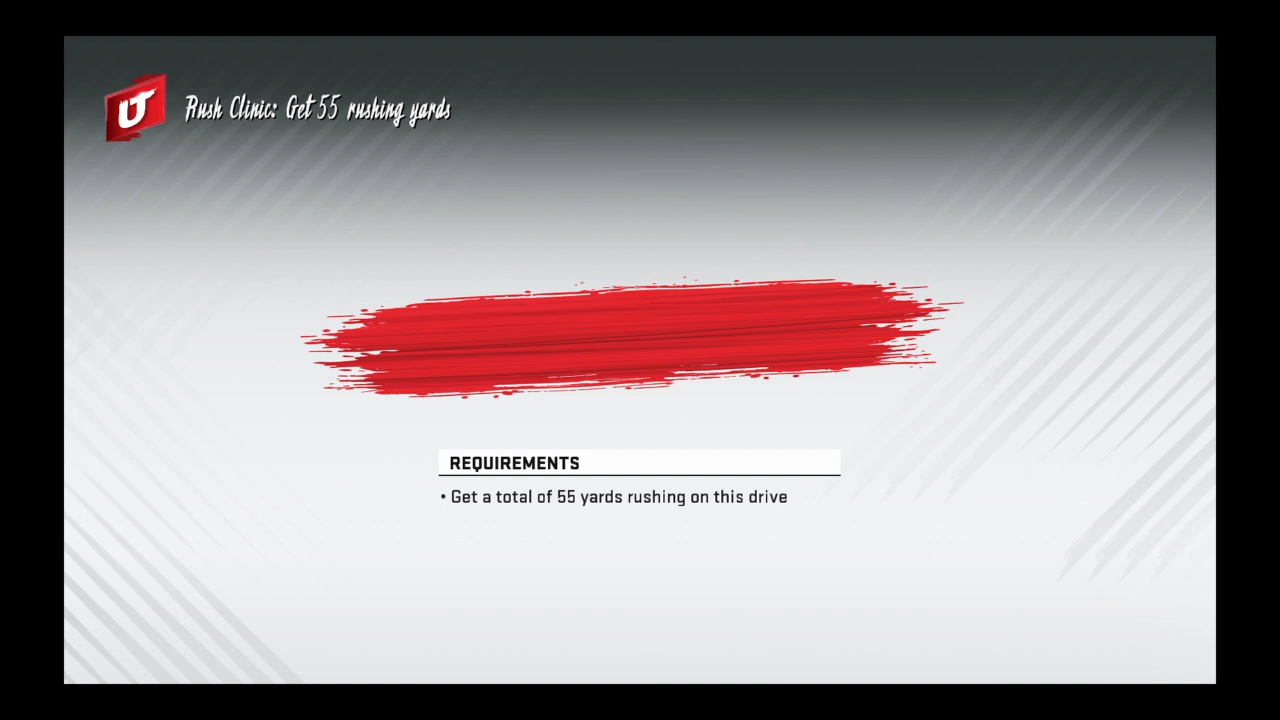 UT
Rush Clinic: Get 55 rushing yards
REQUIREMENTS
• Get a total of 55 yards rushing on this drive